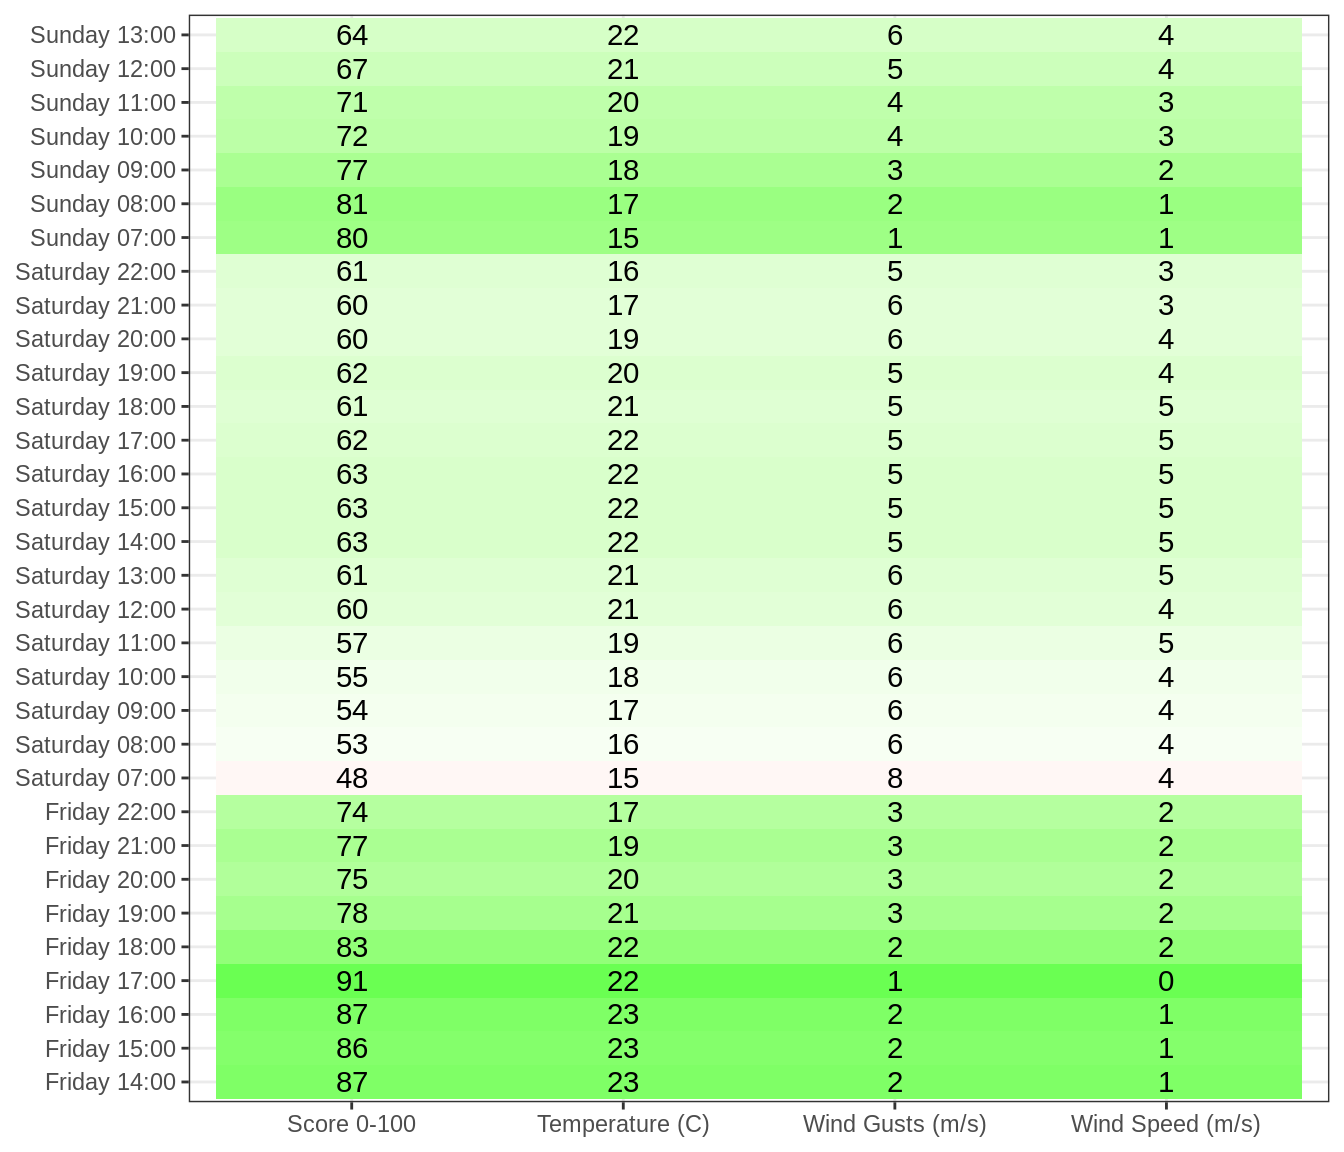 Sunday 13:00 64 22 6 4
Sunday 12:00 67 21 5 4
Sunday 11:00 71 20 4 3
Sunday 10:00 72 19 4 3
Sunday 09:00 77 18 3 2
Sunday 08:00 81 17 2 1
Sunday 07:00 80 15 1 1
Saturday 22:00 61 16 5 3
Saturday 21:00 60 17 6 3
Saturday 20:00 60 19 6 4
Saturday 19:00 62 20 5 4
Saturday 18:00 61 21 5 5
Saturday 17:00 62 22 5 5
Saturday 16:00 63 22 5 5
Saturday 15:00 63 22 5 5
Saturday 14:00 63 22 5 5
Saturday 13:00 61 21 6 5
Saturday 12:00 60 21 6 4
Saturday 11:00 57 19 6 5
Saturday 10:00 55 18 6 4
Saturday 09:00 54 17 6 4
Saturday 08:00 53 16 6 4
Saturday 07:00 48 15 8 4
Friday 22:00 74 17 3 2
Friday 21:00 77 19 3 2
Friday 20:00 75 20 3 2
Friday 19:00 78 21 3 2
Friday 18:00 83 22 2 2
Friday 17:00 91 22 1 0
Friday 16:00 87 23 2 1
Friday 15:00 86 23 2 1
Friday 14:00 87 23 2 1
Score 0-100 Temperature (C) Wind Gusts (m/s) Wind Speed (m/s)